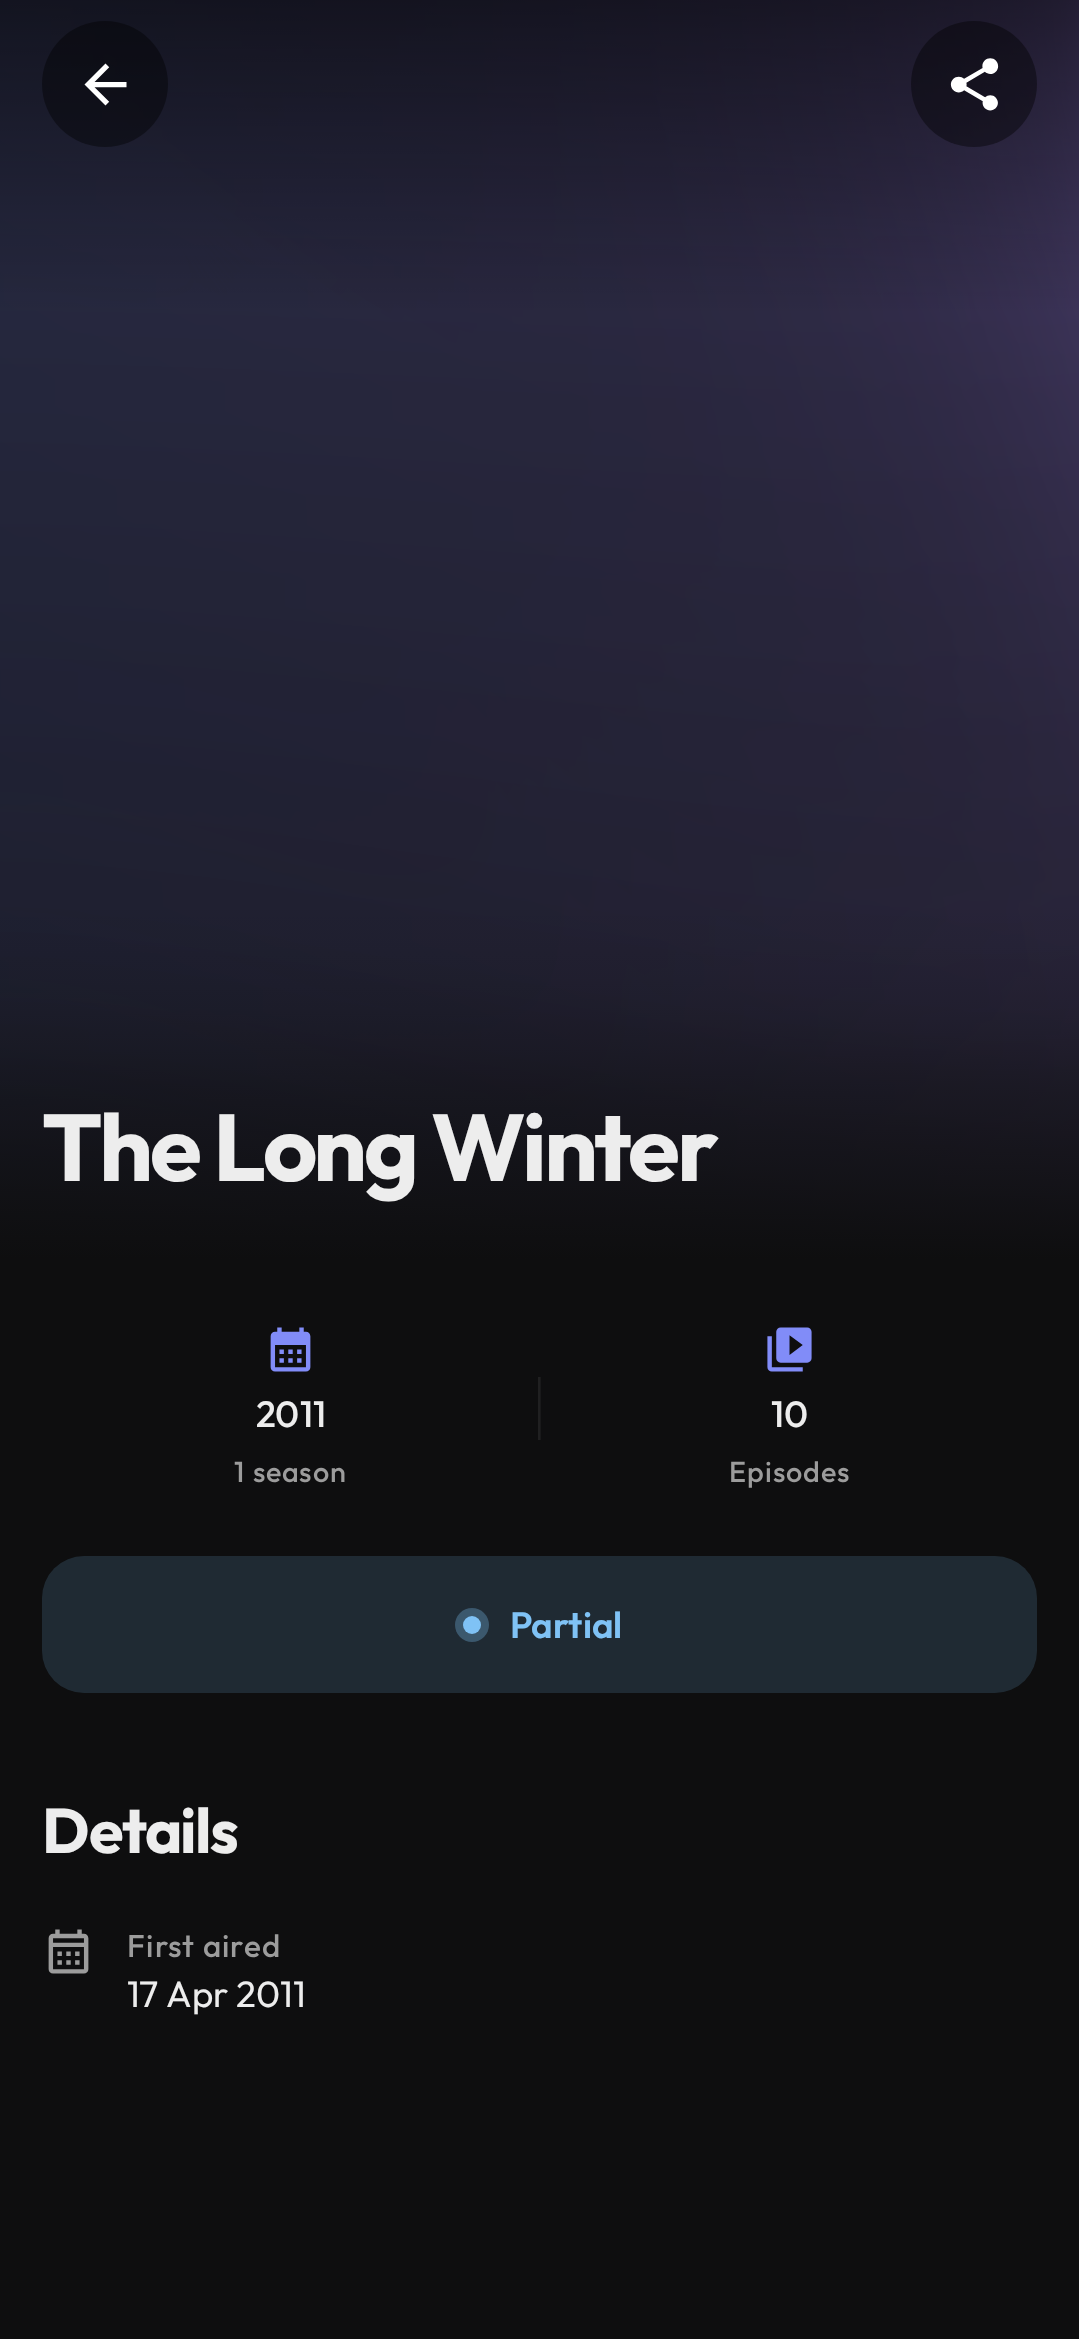 The Long Winter
2011
1 season
10
Episodes
Partial
Details
First aired
17 Apr 2011